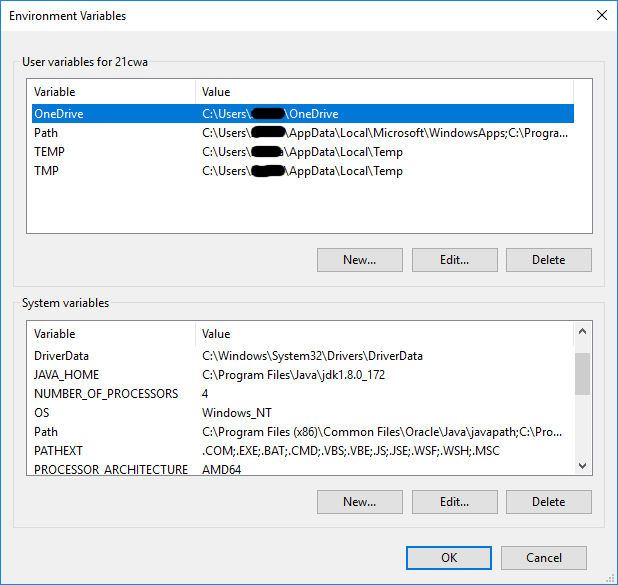 Environment Variables
User variables for 21cwa
Variable Value
OneDrive C:\Users\ \OneDrive
Path C:\Users\ \AppData\Local\Microsoft\WindowsApps;C:\Progra...
TEMP C:\Users\ \AppData\Local\Temp
TMP C:\Users\ \AppData\Local\Temp
New... Edit... Delete
System variables
Variable Value
DriverData C:\Windows\System32\Drivers\DriverData
JAVA_HOME C:\Program Files\Java\jdk1.8.0_172
NUMBER_OF_PROCESSORS 4
OS Windows_NT
Path C:\Program Files (x86)\Common Files\Oracle\Java\javapath;C:\Pro...
PATHEXT .COM;.EXE;.BAT;.CMD;.VBS;.VBE;.JS;.JSE;.WSF;.WSH;.MSC
PROCESSOR_ARCHITECTURE AMD64
New... Edit... Delete
OK Cancel